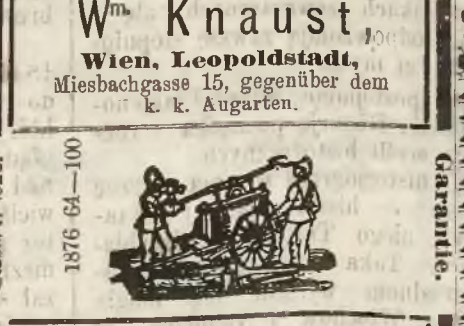 Wm. Knaust,
Wien, Leopoldstadt,
Miesbachgasse 15, gegenüber dem
k. k. Augarten.
1876 64—100
Garantie.